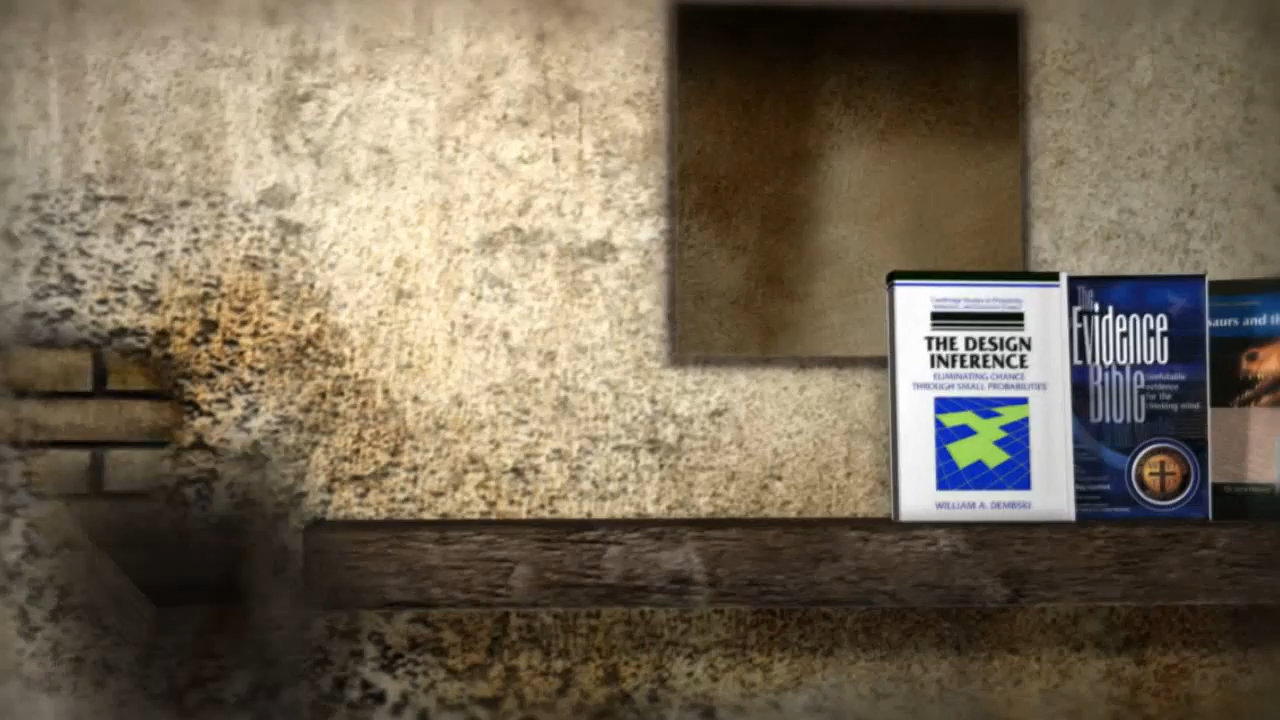 THE DESIGN
INFERENCE
ELIMINATING CHANCE
THROUGH SMALL PROBABILITIES
WILLIAM A. DEMBSKI
The
Evidence
Bible
evidence
for the
thinking mind
saurs and th